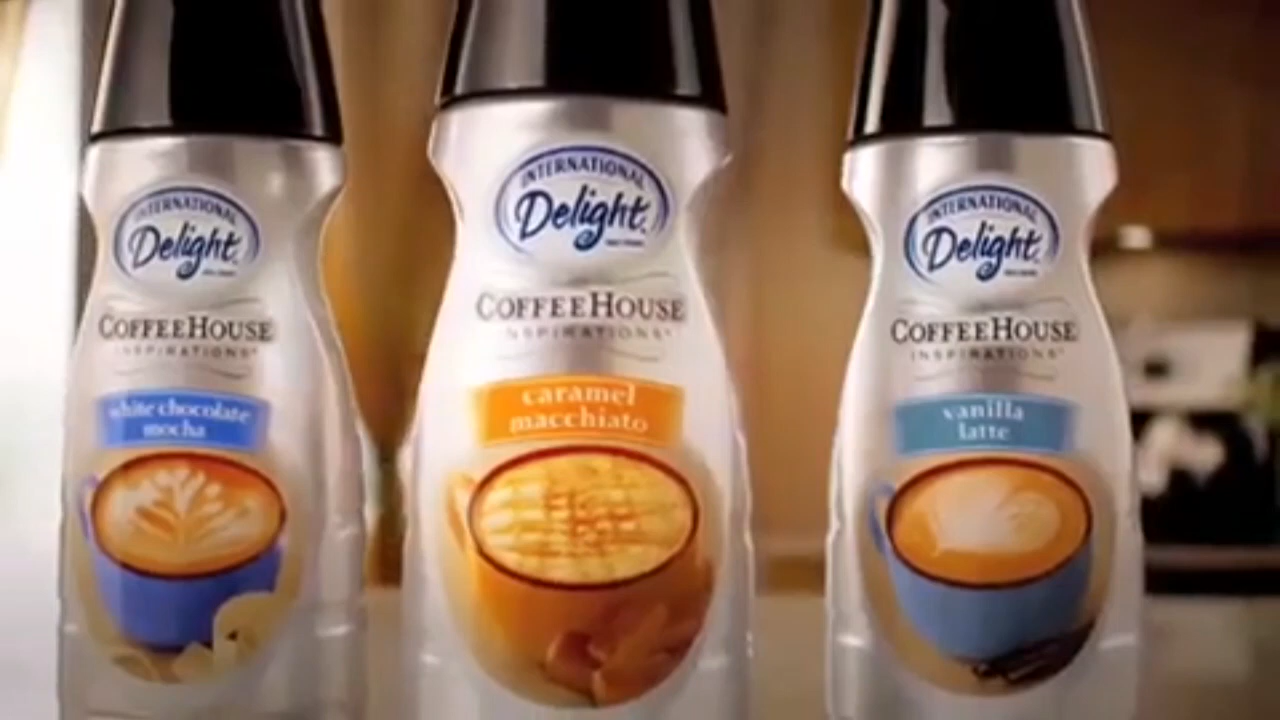 INTERNATIONAL
Delight
COFFEEHOUSE
INSPIRATIONS
white chocolate
mocha
INTERNATIONAL
Delight
COFFEEHOUSE
INSPIRATIONS
caramel
macchiato
INTERNATIONAL
Delight
COFFEEHOUSE
INSPIRATIONS
vanilla
latte